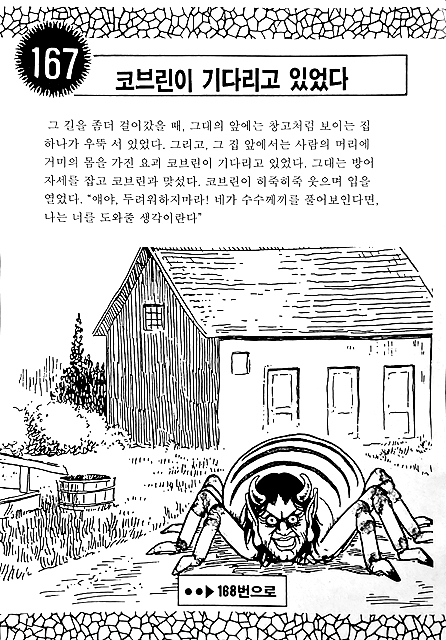 167
코브린이 기다리고 있었다
그 길을 좀더 걸어갔을 때, 그대의 앞에는 창고처럼 보이는 집
하나가 우뚝 서 있었다. 그리고, 그 집 앞에서는 사람의 머리에
거미의 몸을 가진 요괴 코브린이 기다리고 있었다. 그대는 방어
자세를 잡고 코브린과 맞섰다. 코브린이 히죽히죽 웃으며 입을
열었다. "얘야, 두려워하지마라! 네가 수수께끼를 풀어보인다면,
나는 너를 도와줄 생각이란다"
••▶168번으로